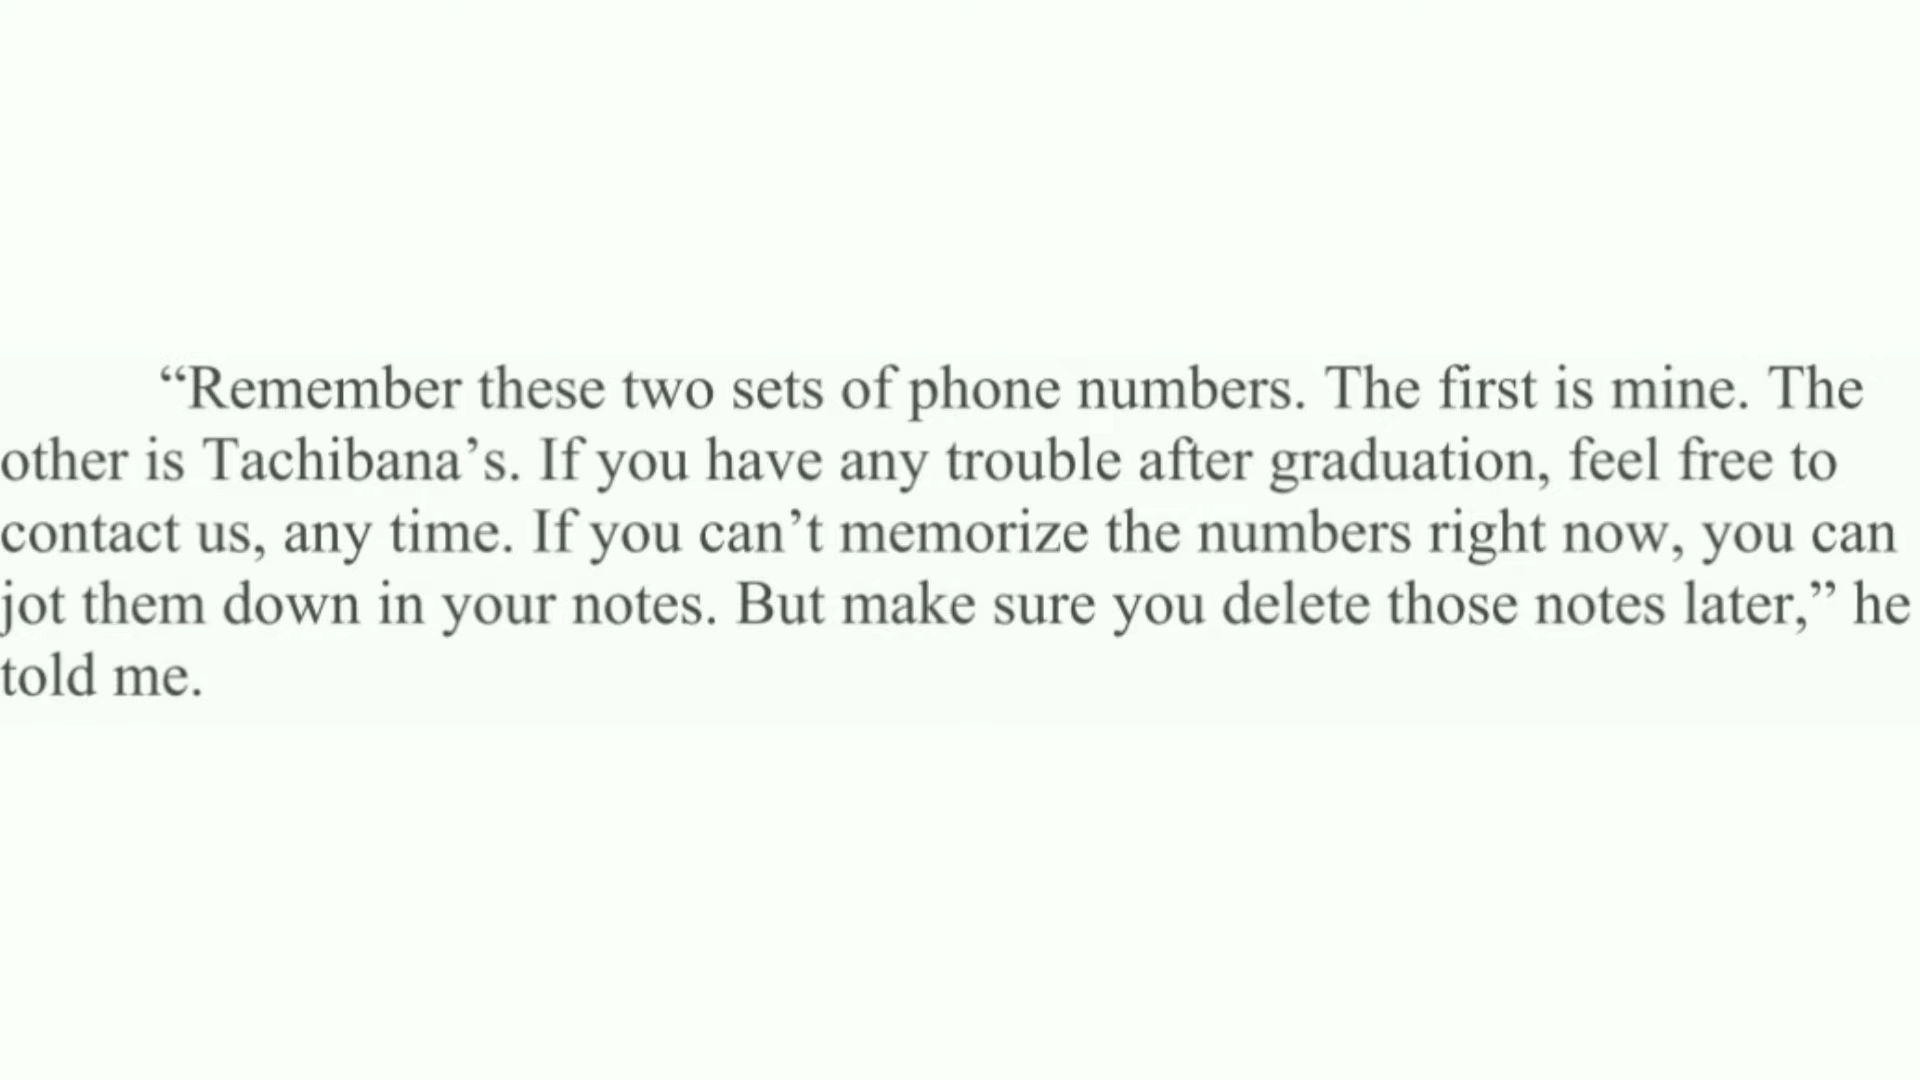 “Remember these two sets of phone numbers. The first is mine. The
other is Tachibana’s. If you have any trouble after graduation, feel free to
contact us, any time. If you can’t memorize the numbers right now, you can
jot them down in your notes. But make sure you delete those notes later,” he
told me.